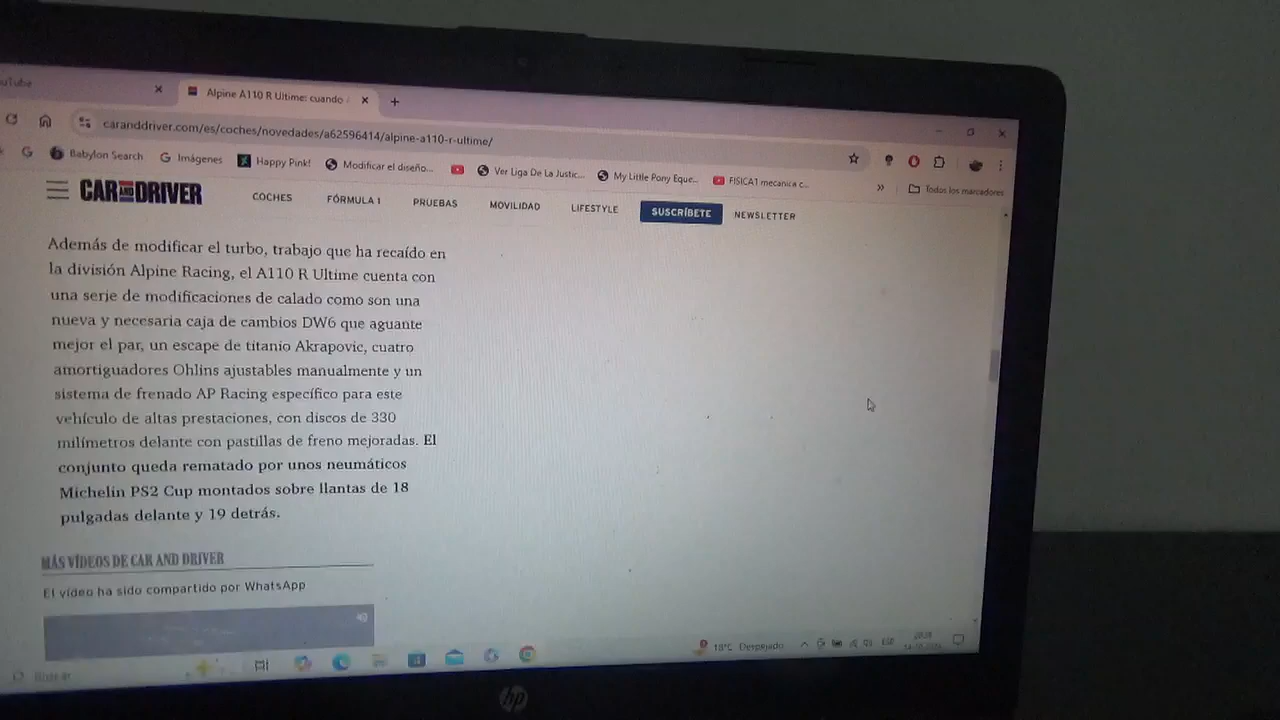 uTube
Alpine A110 R Ultime: cuando
caranddriver.com/es/coches/novedades/a62596414/alpine-a110-r-ultime/
Babylon Search
Imágenes
Happy Pink!
Modificar el diseño...
Ver Liga De La Justic...
My Little Pony Eque...
FISICA1 mecanica c...
Todos los marcadores
CAR AND DRIVER
COCHES
FÓRMULA 1
PRUEBAS
MOVILIDAD
LIFESTYLE
SUSCRÍBETE
NEWSLETTER
Además de modificar el turbo, trabajo que ha recaído en
la división Alpine Racing, el A110 R Ultime cuenta con
una serie de modificaciones de calado como son una
nueva y necesaria caja de cambios DW6 que aguante
mejor el par, un escape de titanio Akrapovic, cuatro
amortiguadores Ohlins ajustables manualmente y un
sistema de frenado AP Racing específico para este
vehículo de altas prestaciones, con discos de 330
milímetros delante con pastillas de freno mejoradas. El
conjunto queda rematado por unos neumáticos
Michelin PS2 Cup montados sobre llantas de 18
pulgadas delante y 19 detrás.
MÁS VÍDEOS DE CAR AND DRIVER
El vídeo ha sido compartido por WhatsApp
18°C Despejado
ESP
hp